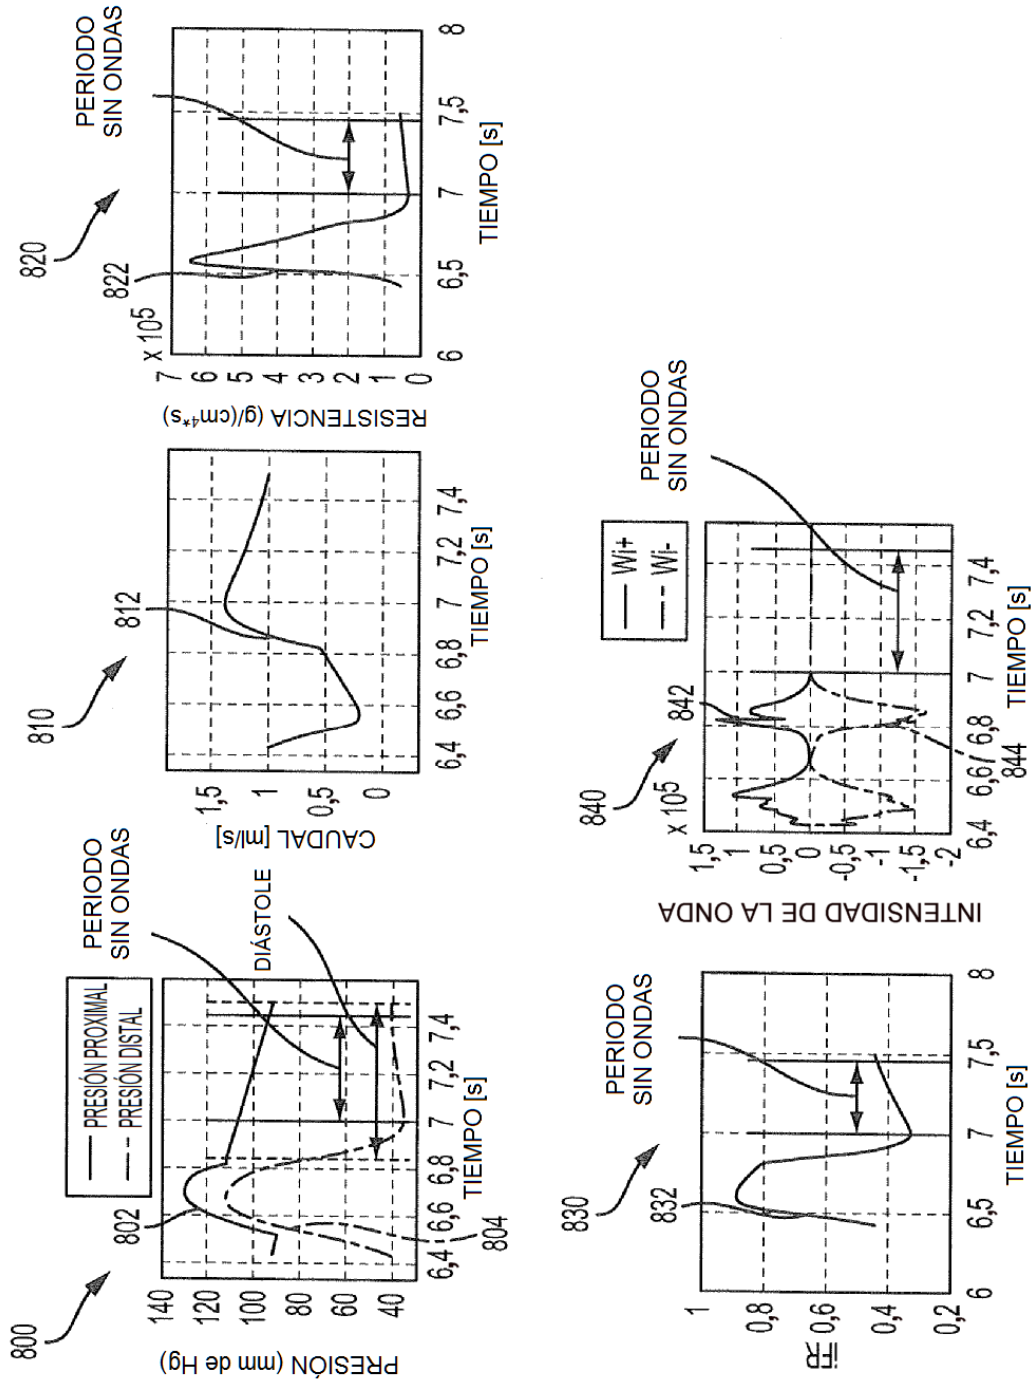 800
PRESIÓN (mm de Hg)
140
120
100
80
60
40
6,4
6,6
6,8
7
7,2
7,4
TIEMPO [s]
PRESIÓN PROXIMAL
PRESIÓN DISTAL
802
804
PERIODO
SIN ONDAS
DIÁSTOLE
810
CAUDAL [ml/s]
1,5
1
0,5
0
6,4
6,6
6,8
7
7,2
7,4
TIEMPO [s]
812
820
RESISTENCIA (g/(cm⁴*s)
x 10⁵
7
6
5
4
3
2
1
0
6
6,5
7
7,5
8
TIEMPO [s]
822
PERIODO
SIN ONDAS
830
iFR
1
0,8
0,6
0,4
0,2
6
6,5
7
7,5
8
TIEMPO [s]
832
PERIODO
SIN ONDAS
840
INTENSIDAD DE LA ONDA
x 10⁵
1,5
1
0,5
0
-0,5
-1
-1,5
-2
6,4
6,6
6,8
7
7,2
7,4
TIEMPO [s]
Wi+
Wi-
842
844
PERIODO
SIN ONDAS